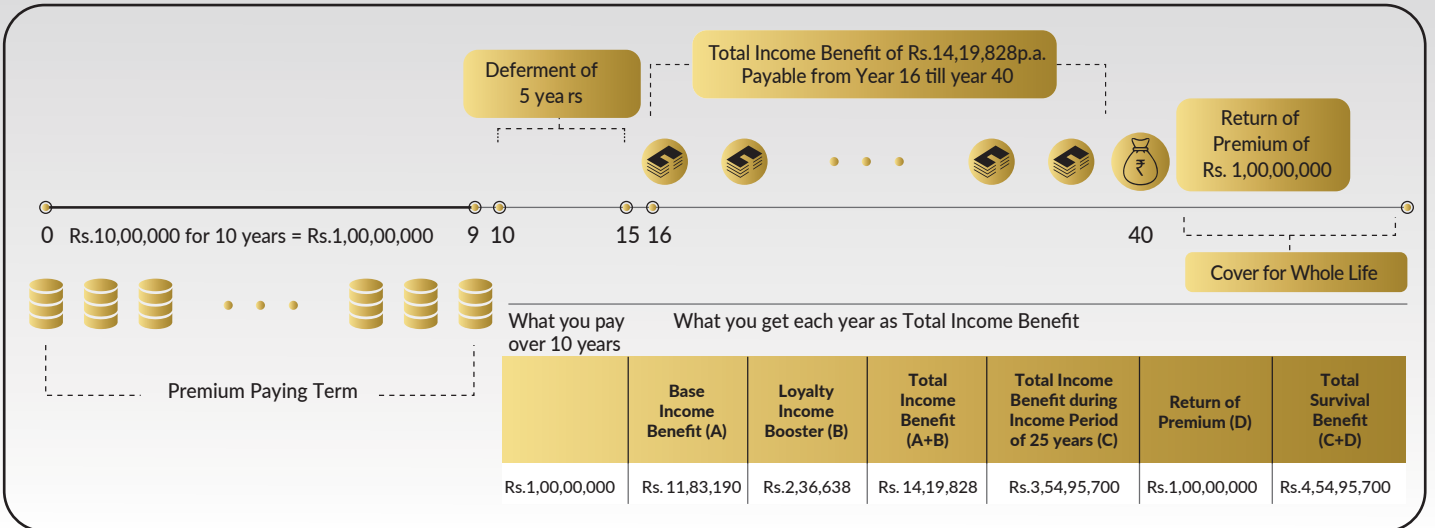 Deferment of
5 yea rs
Total Income Benefit of Rs.14,19,828p.a.
Payable from Year 16 till year 40
Return of
Premium of
Rs. 1,00,00,000
₹
0 Rs.10,00,000 for 10 years = Rs.1,00,00,000 9 10 15 16 40
Cover for Whole Life
Premium Paying Term
What you pay
over 10 years
What you get each year as Total Income Benefit
Base
Income
Benefit (A)
Loyalty
Income
Booster (B)
Total
Income
Benefit
(A+B)
Total Income
Benefit during
Income Period
of 25 years (C)
Return of
Premium (D)
Total
Survival
Benefit
(C+D)
Rs.1,00,00,000 Rs. 11,83,190 Rs.2,36,638 Rs. 14,19,828 Rs.3,54,95,700 Rs.1,00,00,000 Rs.4,54,95,700